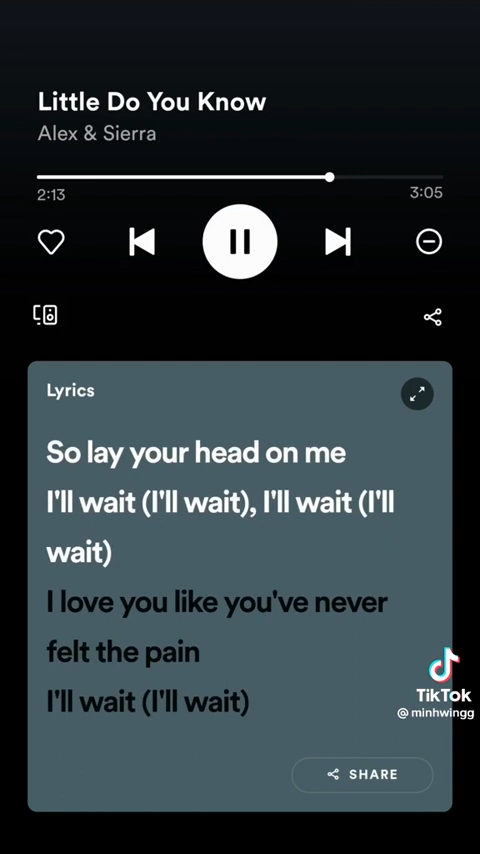 Little Do You Know
Alex & Sierra
2:13
3:05
Lyrics
So lay your head on me
I'll wait (I'll wait), I'll wait (I'll
wait)
I love you like you've never
felt the pain
I'll wait (I'll wait)
TikTok
@ minhwingg
SHARE